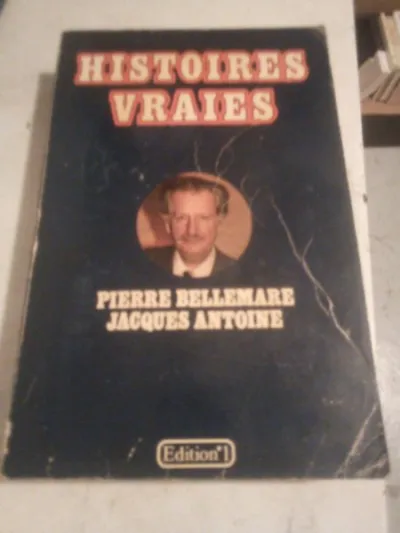 HISTOIRES
VRAIES
PIERRE BELLEMARE
JACQUES ANTOINE
Edition°1